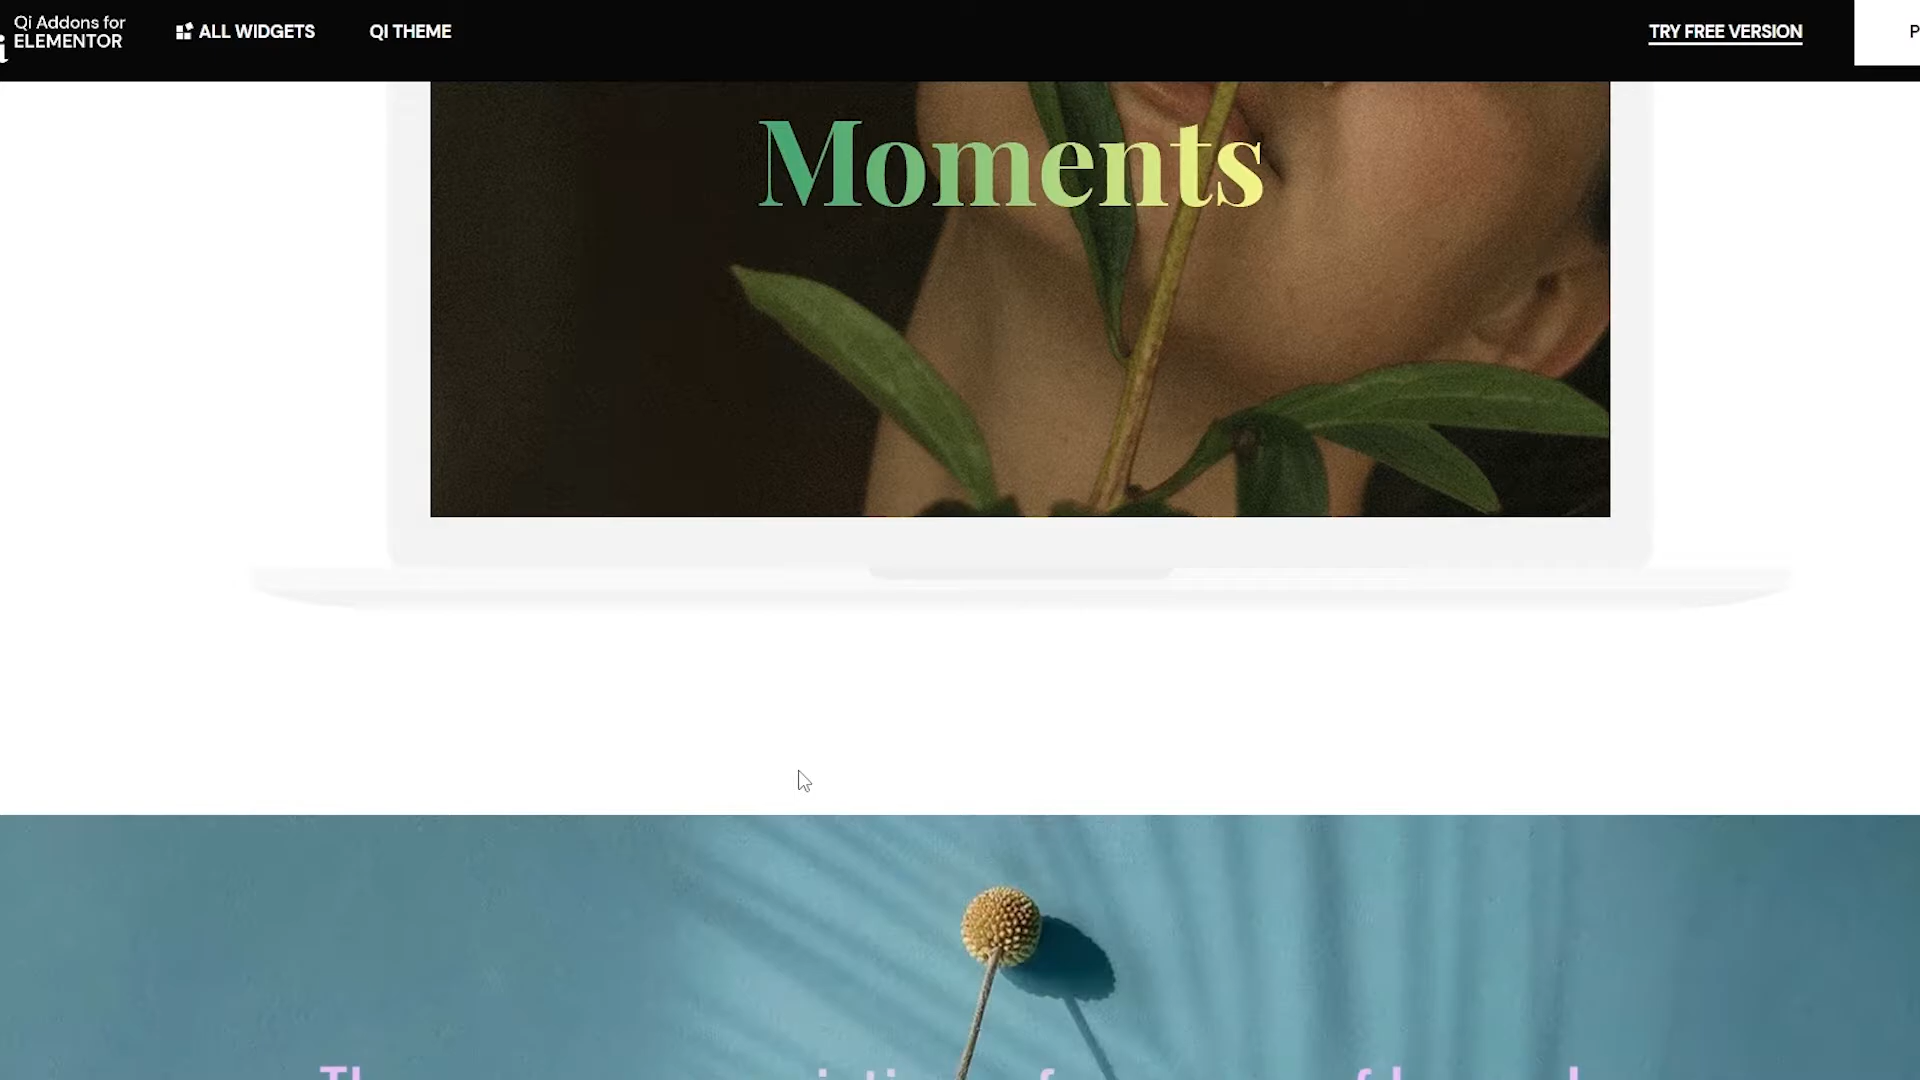 Qi Addons for
ELEMENTOR
ALL WIDGETS
QI THEME
TRY FREE VERSION
Moments